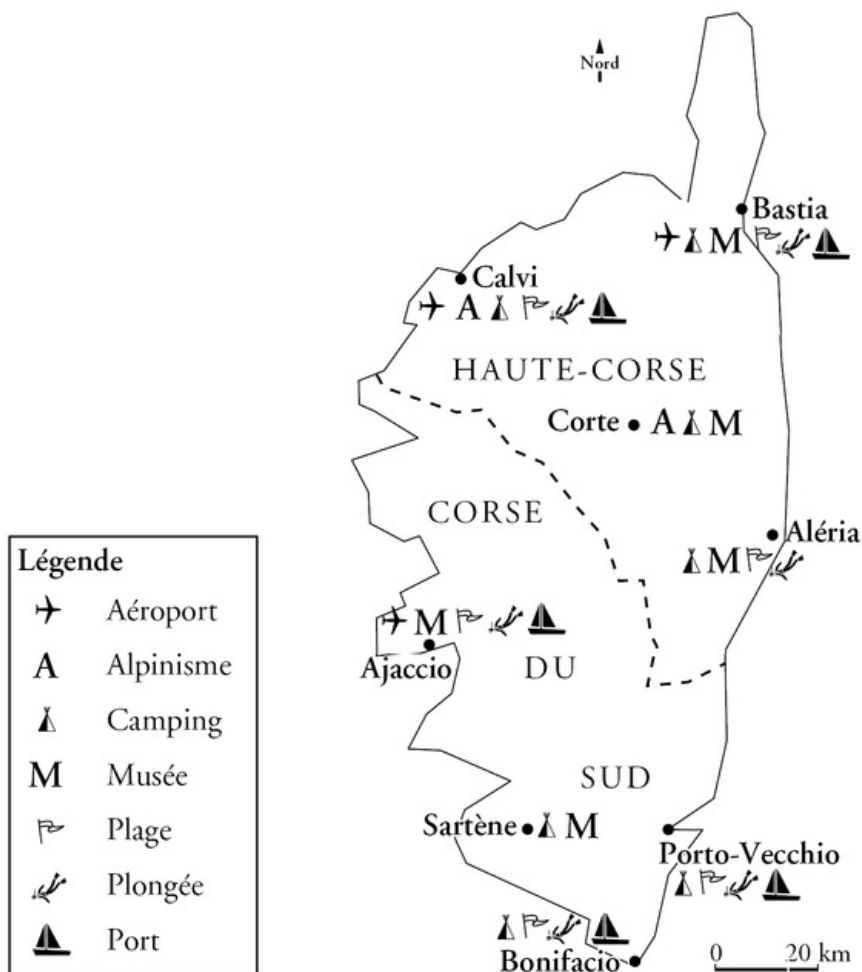 Nord
Bastia
M
Calvi
A
HAUTE-CORSE
Corte
A M
CORSE
Aléria
M
M
Ajaccio
DU
SUD
Sartène
M
Porto-Vecchio
Bonifacio
0 20 km
Légende
Aéroport
A Alpinisme
Camping
M Musée
Plage
Plongée
Port